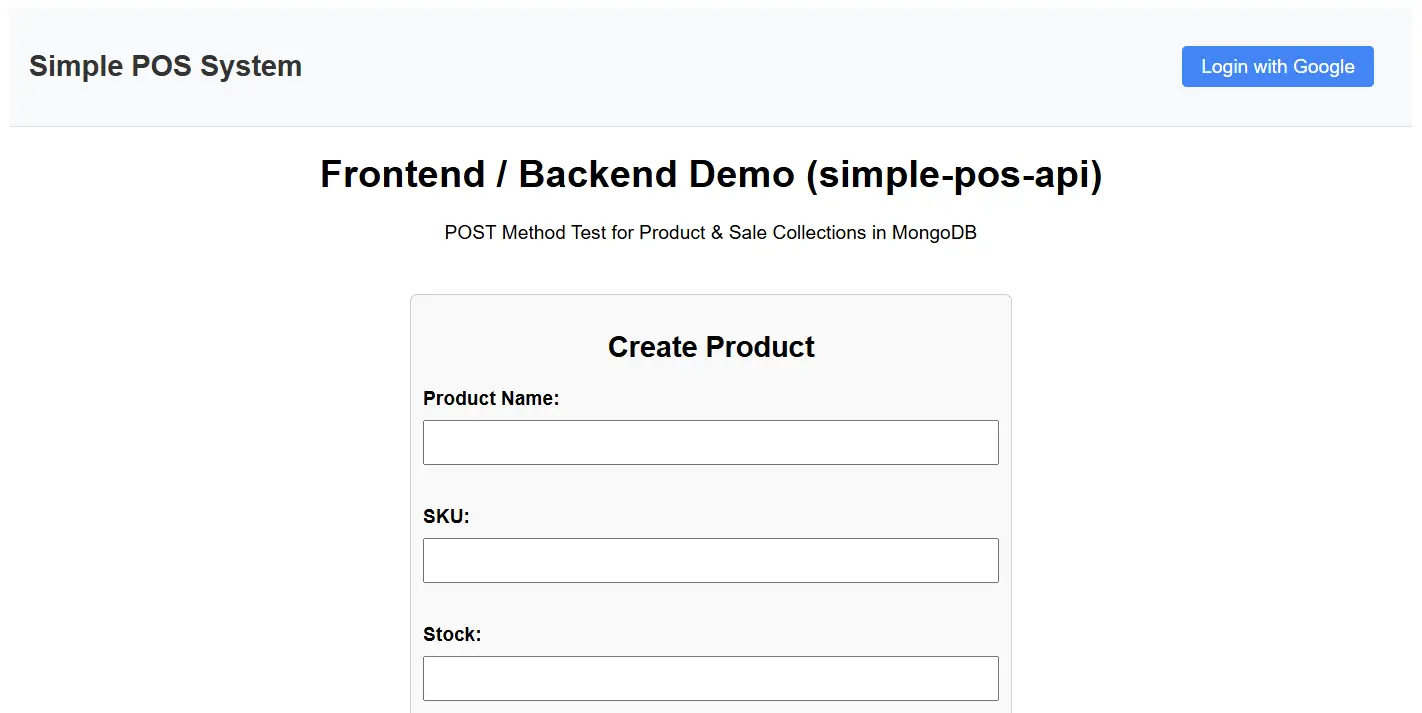 Simple POS System
Login with Google
Frontend / Backend Demo (simple-pos-api)
POST Method Test for Product & Sale Collections in MongoDB
Create Product
Product Name:
SKU:
Stock: